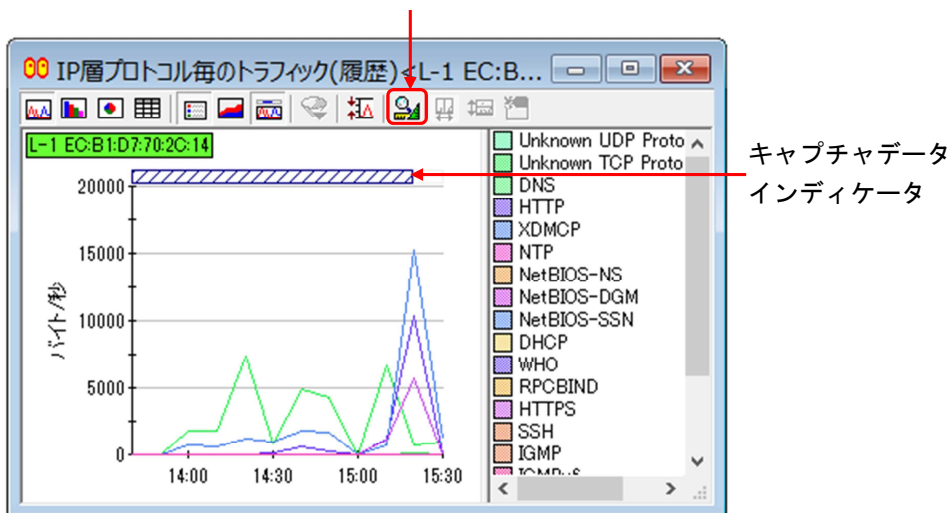 IP層プロトコル毎のトラフィック(履歴)<L-1 EC:B...
L-1 EC:B1:D7:70:2C:14
キャプチャデータ
インディケータ
20000
15000
10000
5000
0
バイト/秒
14:00 14:30 15:00 15:30
Unknown UDP Proto
Unknown TCP Proto
DNS
HTTP
XDMCP
NTP
NetBIOS-NS
NetBIOS-DGM
NetBIOS-SSN
DHCP
WHO
RPCBIND
HTTPS
SSH
IGMP